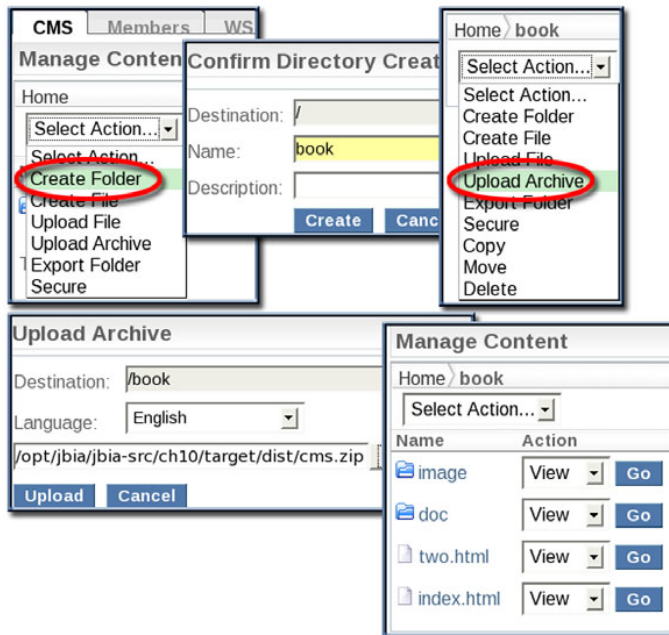 CMS Members WS
Manage Conten
Home
Select Action...
Select Action...
Create Folder
Create File
Upload File
Upload Archive
Export Folder
Secure
Confirm Directory Creat
Destination: /
Name: book
Description:
Create Canc
Home book
Select Action...
Select Action...
Create Folder
Create File
Upload File
Upload Archive
Export Folder
Secure
Copy
Move
Delete
Upload Archive
Destination: /book
Language: English
/opt/jbia/jbia-src/ch10/target/dist/cms.zip
Upload Cancel
Manage Content
Home book
Select Action...
Name Action
image View Go
doc View Go
two.html View Go
index.html View Go